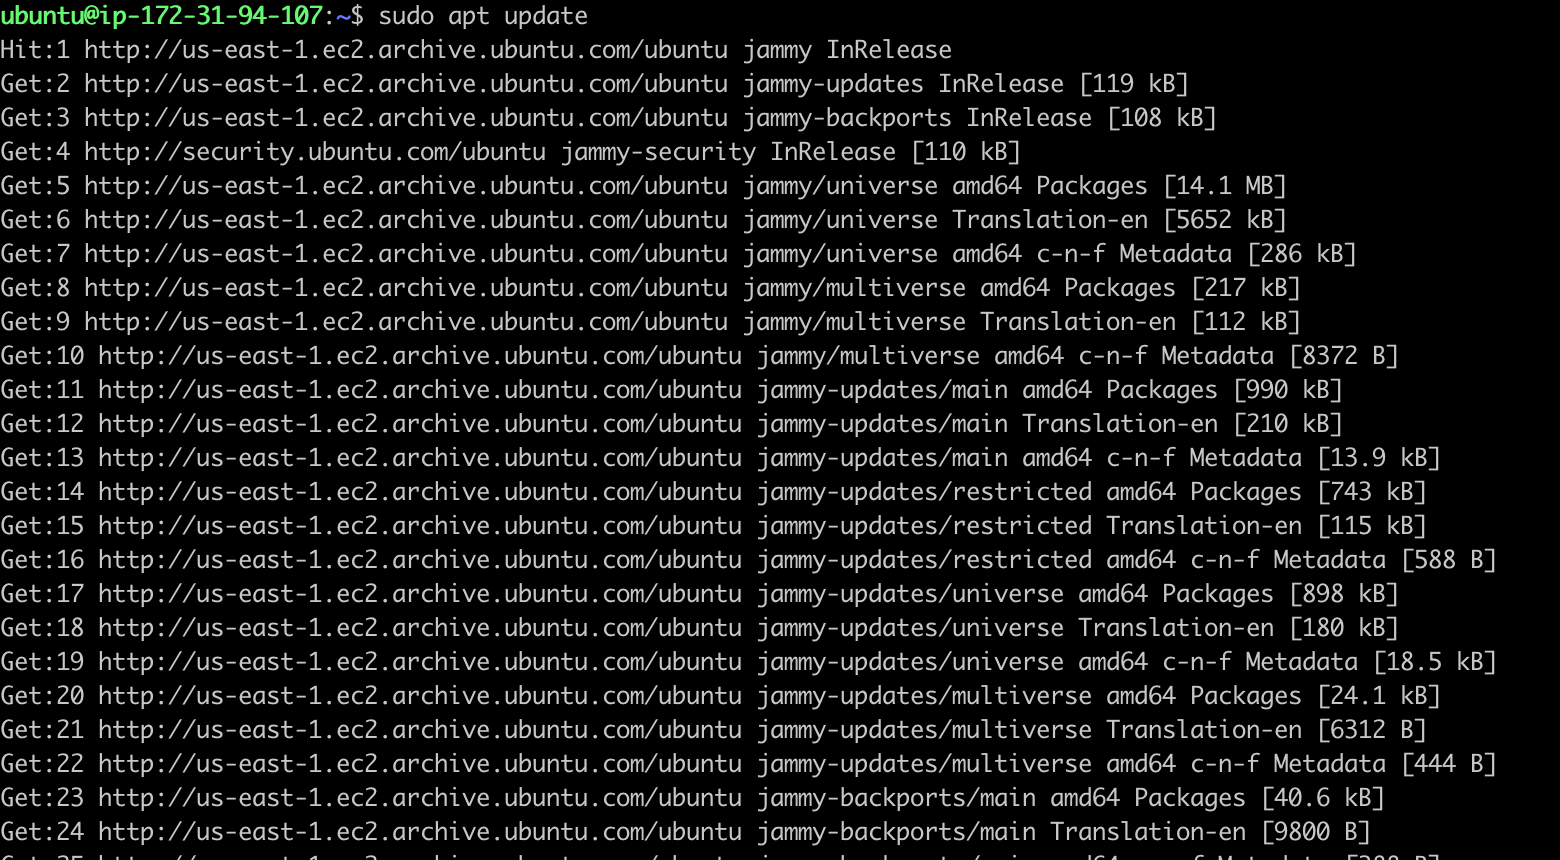 ubuntu@ip-172-31-94-107:~$ sudo apt update
Hit:1 http://us-east-1.ec2.archive.ubuntu.com/ubuntu jammy InRelease
Get:2 http://us-east-1.ec2.archive.ubuntu.com/ubuntu jammy-updates InRelease [119 kB]
Get:3 http://us-east-1.ec2.archive.ubuntu.com/ubuntu jammy-backports InRelease [108 kB]
Get:4 http://security.ubuntu.com/ubuntu jammy-security InRelease [110 kB]
Get:5 http://us-east-1.ec2.archive.ubuntu.com/ubuntu jammy/universe amd64 Packages [14.1 MB]
Get:6 http://us-east-1.ec2.archive.ubuntu.com/ubuntu jammy/universe Translation-en [5652 kB]
Get:7 http://us-east-1.ec2.archive.ubuntu.com/ubuntu jammy/universe amd64 c-n-f Metadata [286 kB]
Get:8 http://us-east-1.ec2.archive.ubuntu.com/ubuntu jammy/multiverse amd64 Packages [217 kB]
Get:9 http://us-east-1.ec2.archive.ubuntu.com/ubuntu jammy/multiverse Translation-en [112 kB]
Get:10 http://us-east-1.ec2.archive.ubuntu.com/ubuntu jammy/multiverse amd64 c-n-f Metadata [8372 B]
Get:11 http://us-east-1.ec2.archive.ubuntu.com/ubuntu jammy-updates/main amd64 Packages [990 kB]
Get:12 http://us-east-1.ec2.archive.ubuntu.com/ubuntu jammy-updates/main Translation-en [210 kB]
Get:13 http://us-east-1.ec2.archive.ubuntu.com/ubuntu jammy-updates/main amd64 c-n-f Metadata [13.9 kB]
Get:14 http://us-east-1.ec2.archive.ubuntu.com/ubuntu jammy-updates/restricted amd64 Packages [743 kB]
Get:15 http://us-east-1.ec2.archive.ubuntu.com/ubuntu jammy-updates/restricted Translation-en [115 kB]
Get:16 http://us-east-1.ec2.archive.ubuntu.com/ubuntu jammy-updates/restricted amd64 c-n-f Metadata [588 B]
Get:17 http://us-east-1.ec2.archive.ubuntu.com/ubuntu jammy-updates/universe amd64 Packages [898 kB]
Get:18 http://us-east-1.ec2.archive.ubuntu.com/ubuntu jammy-updates/universe Translation-en [180 kB]
Get:19 http://us-east-1.ec2.archive.ubuntu.com/ubuntu jammy-updates/universe amd64 c-n-f Metadata [18.5 kB]
Get:20 http://us-east-1.ec2.archive.ubuntu.com/ubuntu jammy-updates/multiverse amd64 Packages [24.1 kB]
Get:21 http://us-east-1.ec2.archive.ubuntu.com/ubuntu jammy-updates/multiverse Translation-en [6312 B]
Get:22 http://us-east-1.ec2.archive.ubuntu.com/ubuntu jammy-updates/multiverse amd64 c-n-f Metadata [444 B]
Get:23 http://us-east-1.ec2.archive.ubuntu.com/ubuntu jammy-backports/main amd64 Packages [40.6 kB]
Get:24 http://us-east-1.ec2.archive.ubuntu.com/ubuntu jammy-backports/main Translation-en [9800 B]